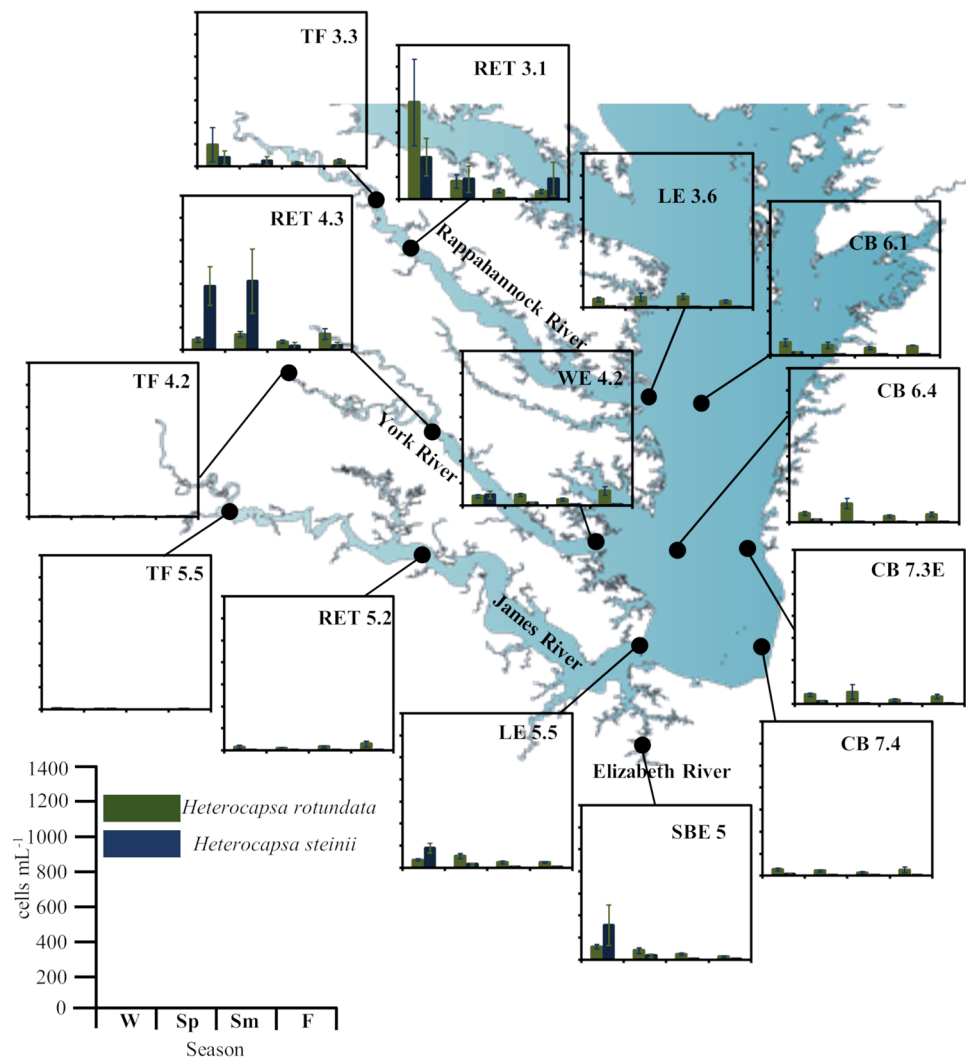 TF 3.3
RET 3.1
LE 3.6
RET 4.3
CB 6.1
Rappahannock River
TF 4.2
WE 4.2
CB 6.4
York River
TF 5.5
CB 7.3E
RET 5.2
James River
LE 5.5
CB 7.4
Elizabeth River
SBE 5
1400
1200
1000
800
600
400
200
0
cells mL-1
Heterocapsa rotundata
Heterocapsa steinii
W Sp Sm F
Season